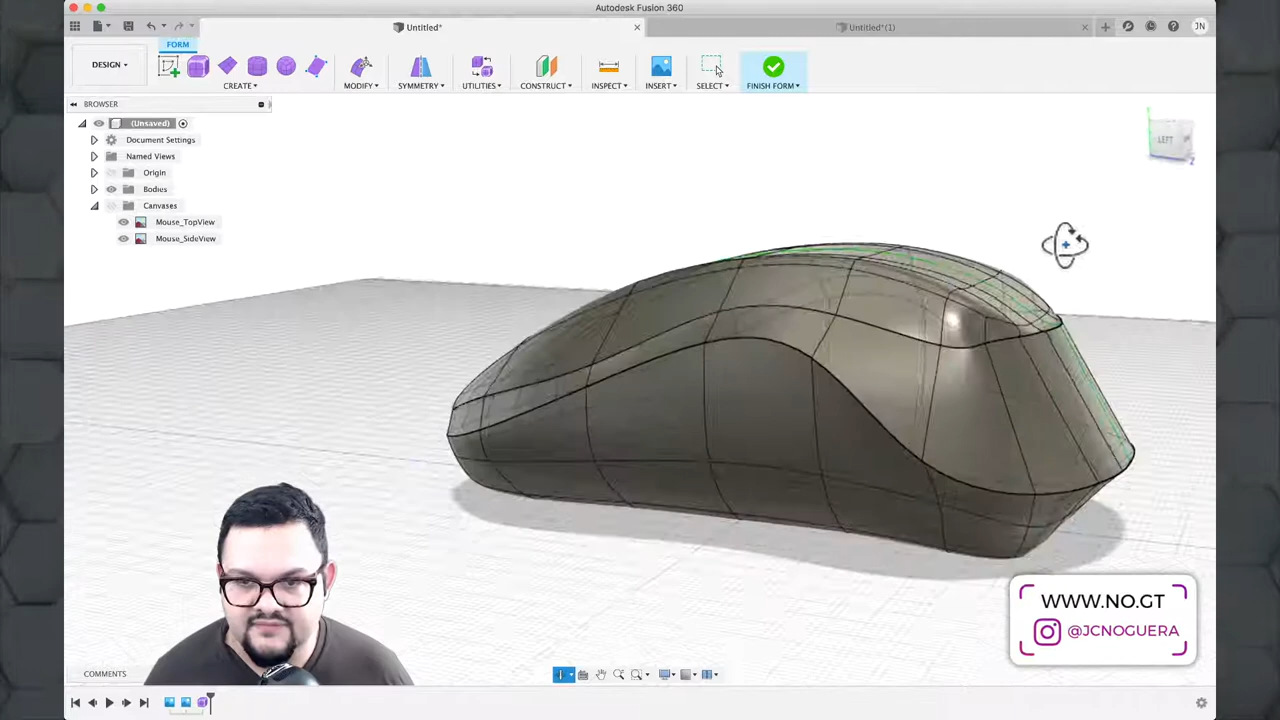 Autodesk Fusion 360
Untitled*
Untitled*(1)
JN
FORM
DESIGN
CREATE
MODIFY
SYMMETRY
UTILITIES
CONSTRUCT
INSPECT
INSERT
SELECT
FINISH FORM
BROWSER
(Unsaved)
Document Settings
Named Views
Origin
Bodies
Canvases
Mouse_TopView
Mouse_SideView
LEFT
Z
WWW.NO.GT
@JCNOGUERA
COMMENTS